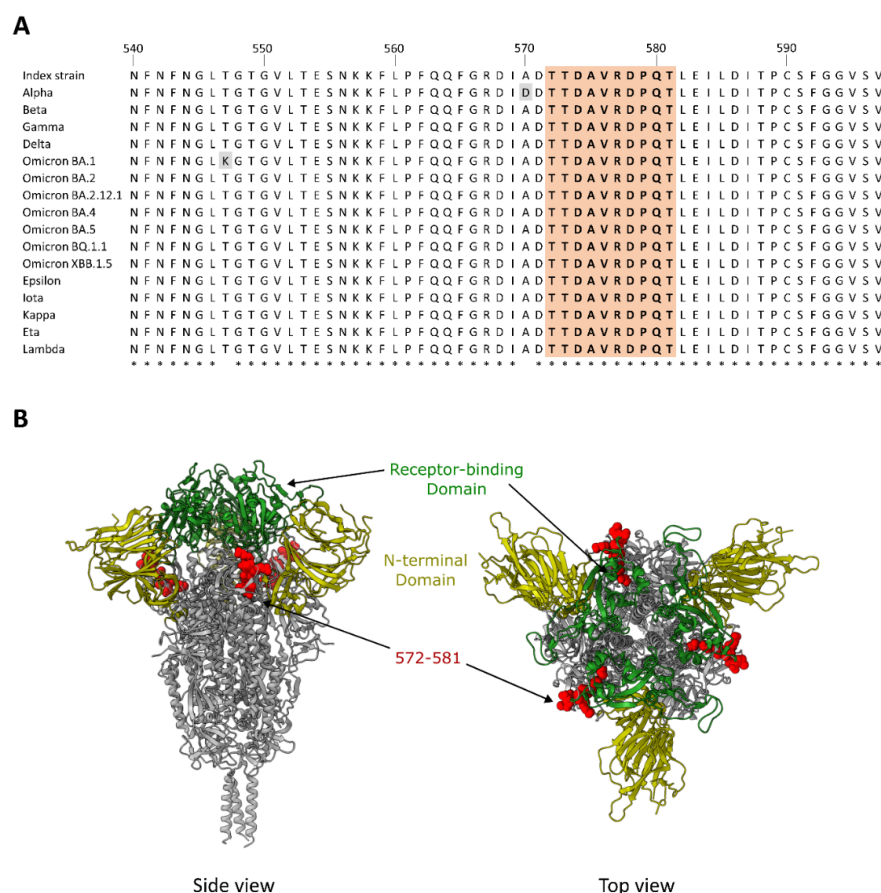 A
540 550 560 570 580 590
Index strain N F N F N G L T G T G V L T E S N K K F L P F Q Q F G R D I A D T T D A V R D P Q T L E I L D I T P C S F G G V S V
Alpha N F N F N G L T G T G V L T E S N K K F L P F Q Q F G R D I D D T T D A V R D P Q T L E I L D I T P C S F G G V S V
Beta N F N F N G L T G T G V L T E S N K K F L P F Q Q F G R D I A D T T D A V R D P Q T L E I L D I T P C S F G G V S V
Gamma N F N F N G L T G T G V L T E S N K K F L P F Q Q F G R D I A D T T D A V R D P Q T L E I L D I T P C S F G G V S V
Delta N F N F N G L T G T G V L T E S N K K F L P F Q Q F G R D I A D T T D A V R D P Q T L E I L D I T P C S F G G V S V
Omicron BA.1 N F N F N G L K G T G V L T E S N K K F L P F Q Q F G R D I A D T T D A V R D P Q T L E I L D I T P C S F G G V S V
Omicron BA.2 N F N F N G L T G T G V L T E S N K K F L P F Q Q F G R D I A D T T D A V R D P Q T L E I L D I T P C S F G G V S V
Omicron BA.2.12.1 N F N F N G L T G T G V L T E S N K K F L P F Q Q F G R D I A D T T D A V R D P Q T L E I L D I T P C S F G G V S V
Omicron BA.4 N F N F N G L T G T G V L T E S N K K F L P F Q Q F G R D I A D T T D A V R D P Q T L E I L D I T P C S F G G V S V
Omicron BA.5 N F N F N G L T G T G V L T E S N K K F L P F Q Q F G R D I A D T T D A V R D P Q T L E I L D I T P C S F G G V S V
Omicron BQ.1.1 N F N F N G L T G T G V L T E S N K K F L P F Q Q F G R D I A D T T D A V R D P Q T L E I L D I T P C S F G G V S V
Omicron XBB.1.5 N F N F N G L T G T G V L T E S N K K F L P F Q Q F G R D I A D T T D A V R D P Q T L E I L D I T P C S F G G V S V
Epsilon N F N F N G L T G T G V L T E S N K K F L P F Q Q F G R D I A D T T D A V R D P Q T L E I L D I T P C S F G G V S V
Iota N F N F N G L T G T G V L T E S N K K F L P F Q Q F G R D I A D T T D A V R D P Q T L E I L D I T P C S F G G V S V
Kappa N F N F N G L T G T G V L T E S N K K F L P F Q Q F G R D I A D T T D A V R D P Q T L E I L D I T P C S F G G V S V
Eta N F N F N G L T G T G V L T E S N K K F L P F Q Q F G R D I A D T T D A V R D P Q T L E I L D I T P C S F G G V S V
Lambda N F N F N G L T G T G V L T E S N K K F L P F Q Q F G R D I A D T T D A V R D P Q T L E I L D I T P C S F G G V S V
* * * * * * *   * * * * * * * * * * * * * * * * * * * * * *   * * * * * * * * * * * * * * * * * * * * * * * * * * *
B
Receptor-binding
Domain
N-terminal
Domain
572-581
Side view
Top view